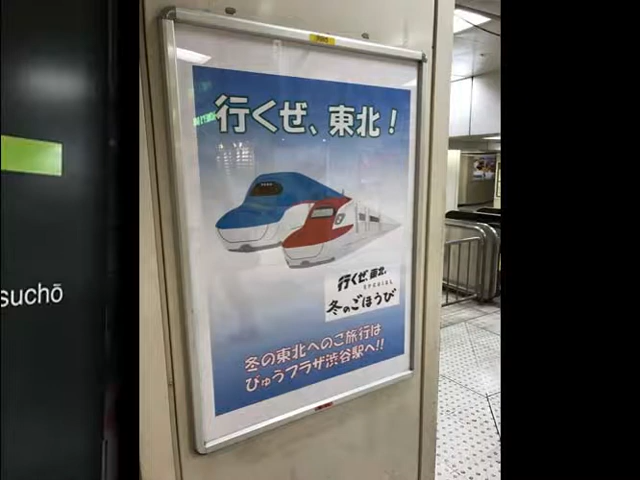 suchō
行くぜ、東北！
行くぜ、東北。
冬のごほうび
冬の東北へのご旅行は
びゅうプラザ渋谷駅へ!!